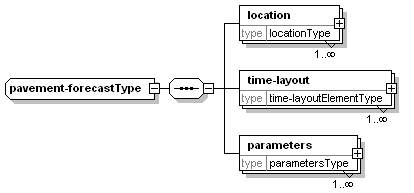 location
type locationType
1..∞
pavement-forecastType
time-layout
type time-layoutElementType
1..∞
parameters
type parametersType
1..∞